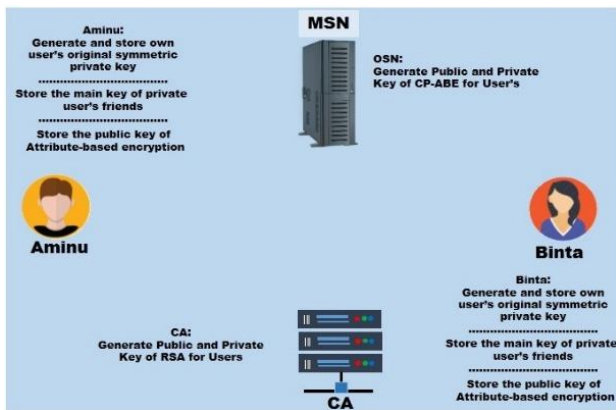 MSN
Aminu:
Generate and store own
user's original symmetric
private key
Store the main key of private
user's friends
Store the public key of
Attribute-based encryption
OSN:
Generate Public and Private
Key of CP-ABE for User's
Aminu
Binta
Binta:
Generate and store own
user's original symmetric
private key
Store the main key of private
user's friends
Store the public key of
Attribute-based encryption
CA:
Generate Public and Private
Key of RSA for Users
CA